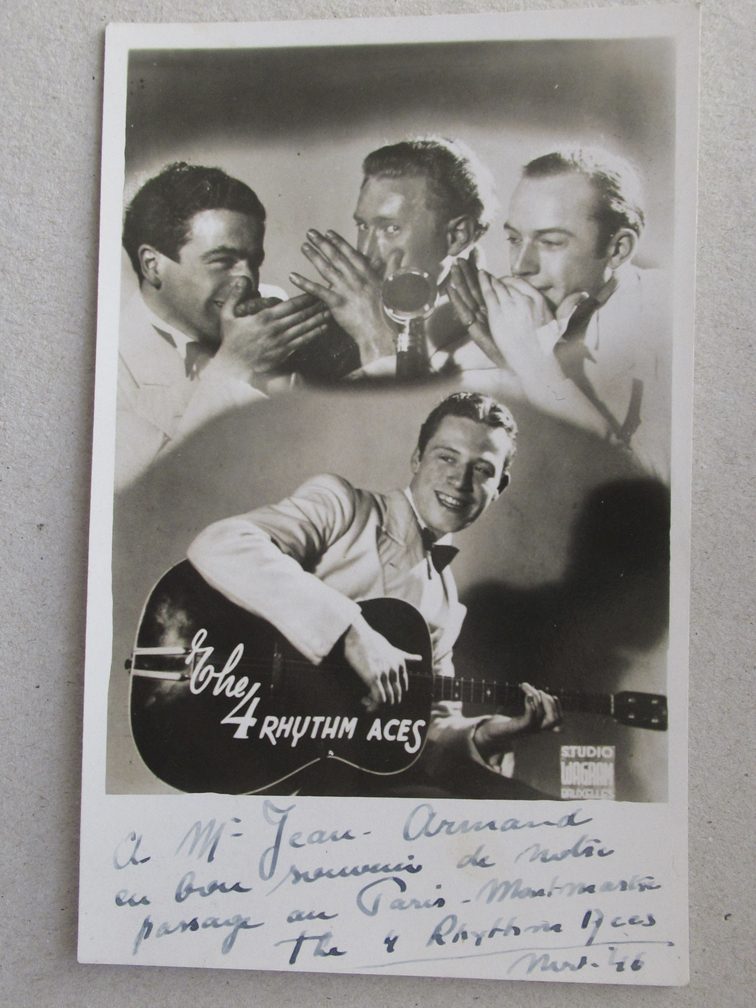 The
4 RHYTHM ACES
STUDIO
WAGRAM
BRUXELLES
A Mr Jean-Armand
en bon souvenir de notre
passage au Paris-Montmartre
The 4 Rhythm Aces
Nov. '46